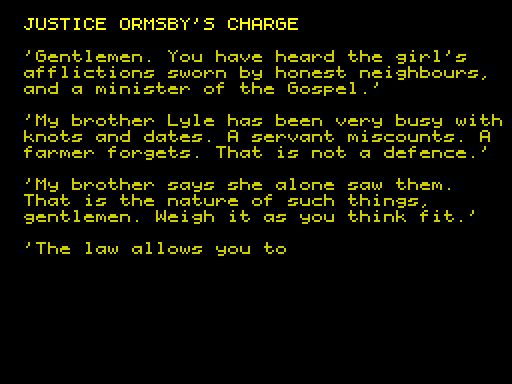 JUSTICE ORMSBY'S CHARGE
'Gentlemen. You have heard the girl's
afflictions sworn by honest neighbours,
and a minister of the Gospel.'
'My brother Lyle has been very busy with
knots and dates. A servant miscounts. A
farmer forgets. That is not a defence.'
'My brother says she alone saw them.
That is the nature of such things,
gentlemen. Weigh it as you think fit.'
'The law allows you to